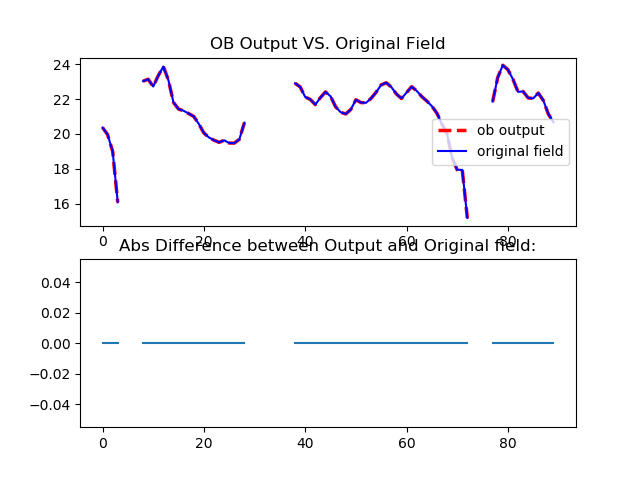 OB Output VS. Original Field
24
22
20
18
16
ob output
original field
0 20 40 60 80
Abs Difference between Output and Original field:
0.04
0.02
0.00
−0.02
−0.04
0 20 40 60 80